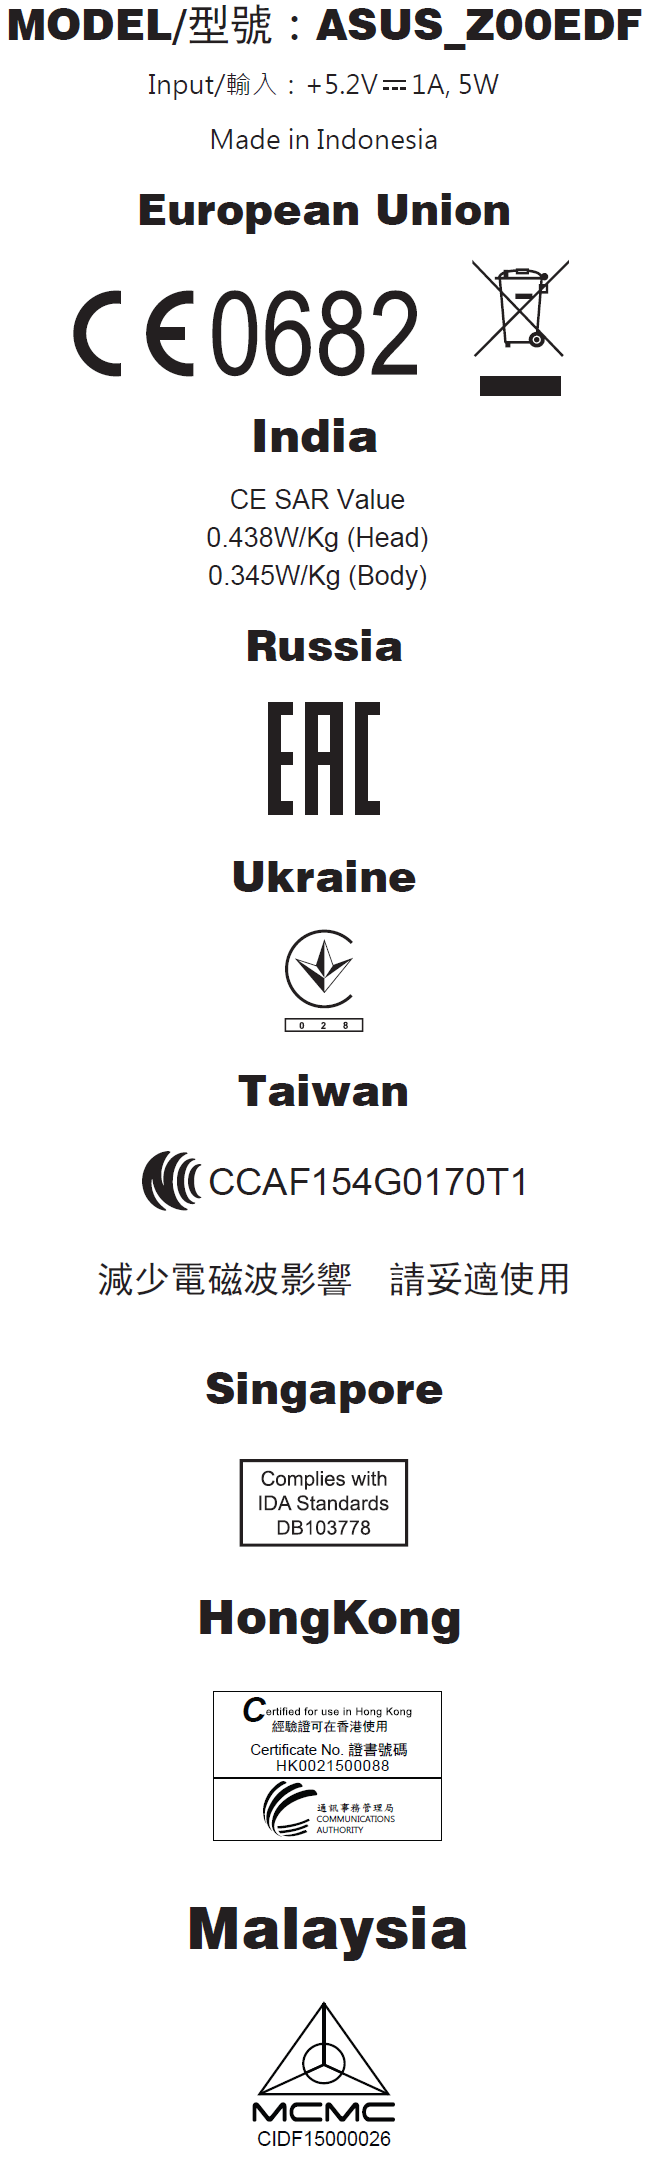 MODEL/型號：ASUS_Z00EDF
Input/輸入：+5.2V⎓1A, 5W
Made in Indonesia
European Union
CE0682
India
CE SAR Value
0.438W/Kg (Head)
0.345W/Kg (Body)
Russia
EAC
Ukraine
028
Taiwan
CCAF154G0170T1
減少電磁波影響 請妥適使用
Singapore
Complies with
IDA Standards
DB103778
HongKong
Certified for use in Hong Kong
經驗證可在香港使用
Certificate No. 證書號碼
HK0021500088
通訊事務管理局
COMMUNICATIONS
AUTHORITY
Malaysia
MCMC
CIDF15000026